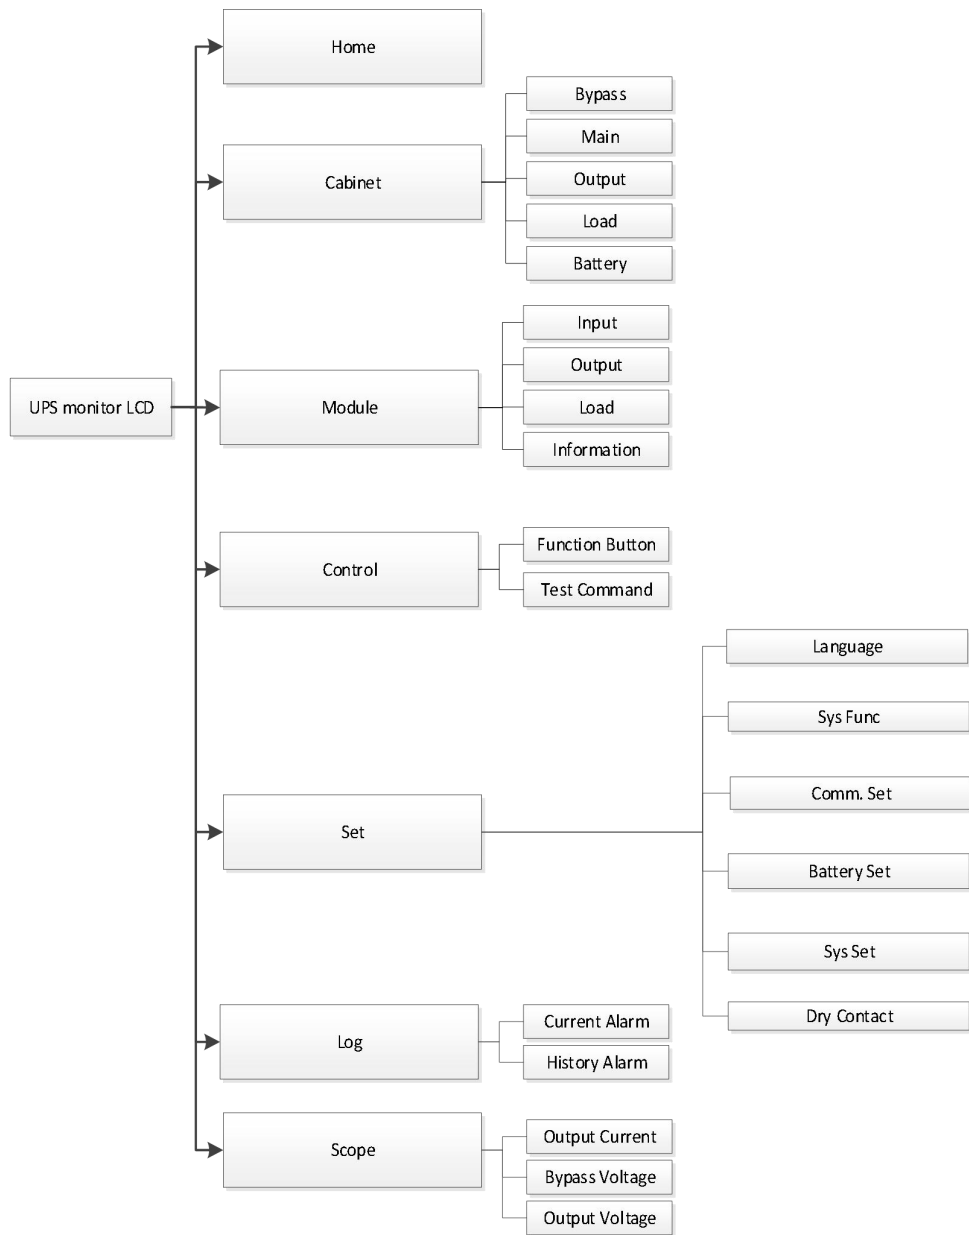 Home
Bypass
Main
Cabinet
Output
Load
Battery
Input
Output
UPS monitor LCD
Module
Load
Information
Function Button
Control
Test Command
Language
Sys Func
Comm. Set
Set
Battery Set
Sys Set
Dry Contact
Current Alarm
Log
History Alarm
Output Current
Scope
Bypass Voltage
Output Voltage